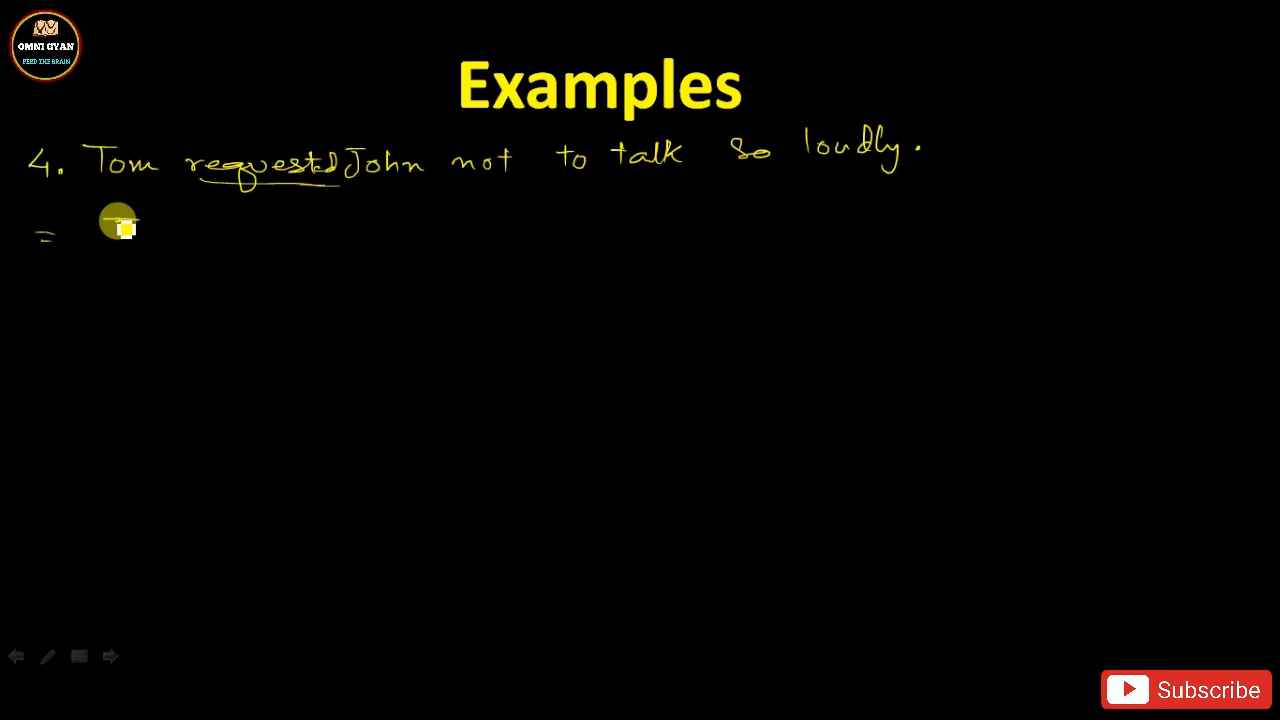 OMNI GYAN
FEED THE BRAIN
Examples
4. Tom requested John not to talk so loudly.
=
Subscribe